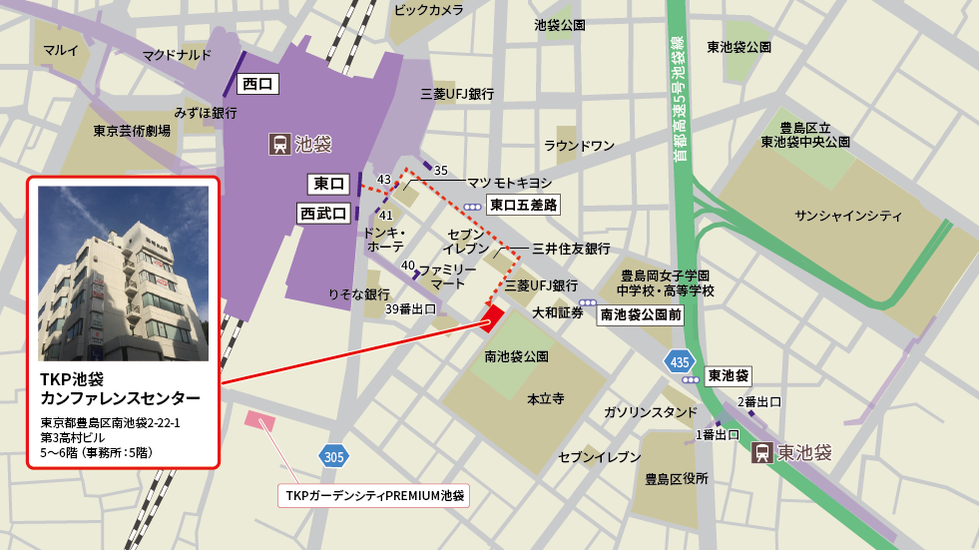 ビックカメラ
池袋公園
マルイ
マクドナルド
東池袋公園
首都高速5号池袋線
西口
みずほ銀行
三菱UFJ銀行
東京芸術劇場
池袋
豊島区立
東池袋中央公園
ラウンドワン
35
43
東口
マツモトキヨシ
東口五差路
西武口
41
サンシャインシティ
ドンキ・
ホーテ
セブン
イレブン
三井住友銀行
40
ファミリー
マート
豊島岡女子学園
中学校・高等学校
りそな銀行
三菱UFJ銀行
39番出口
大和証券
南池袋公園前
南池袋公園
435
東池袋
TKP池袋
カンファレンスセンター
東京都豊島区南池袋2-22-1
第3高村ビル
5〜6階（事務所：5階）
本立寺
ガソリンスタンド
2番出口
1番出口
東池袋
305
セブンイレブン
豊島区役所
TKPガーデンシティPREMIUM池袋